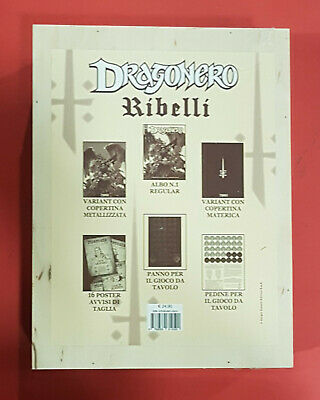 DRAGONERO
Ribelli
VARIANT CON
COPERTINA
METALLIZZATA
ALBO N.1
REGULAR
VARIANT CON
COPERTINA
MATERICA
16 POSTER
AVVISI DI
TAGLIA
PANNO PER
IL GIOCO DA
TAVOLO
PEDINE PER
IL GIOCO DA
TAVOLO